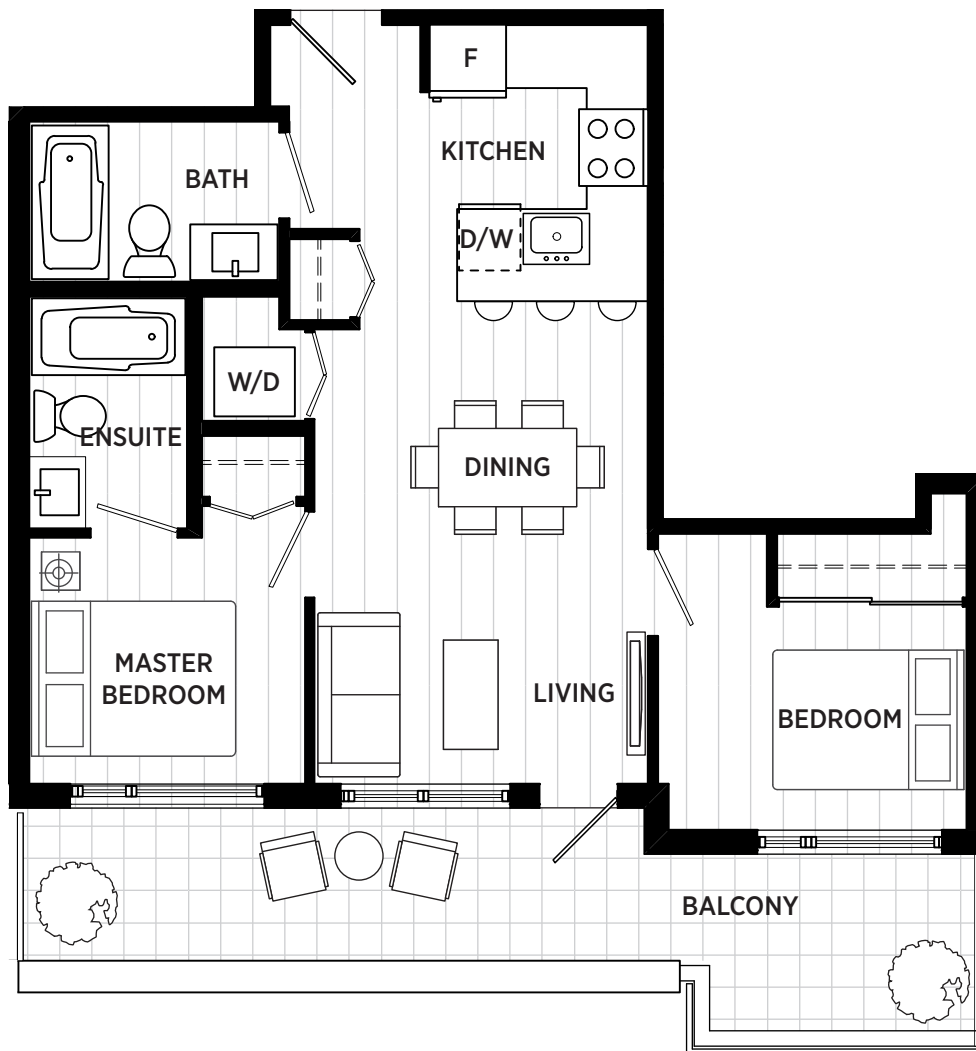 F
KITCHEN
BATH
D/W
W/D
ENSUITE
DINING
MASTER
BEDROOM
LIVING
BEDROOM
BALCONY